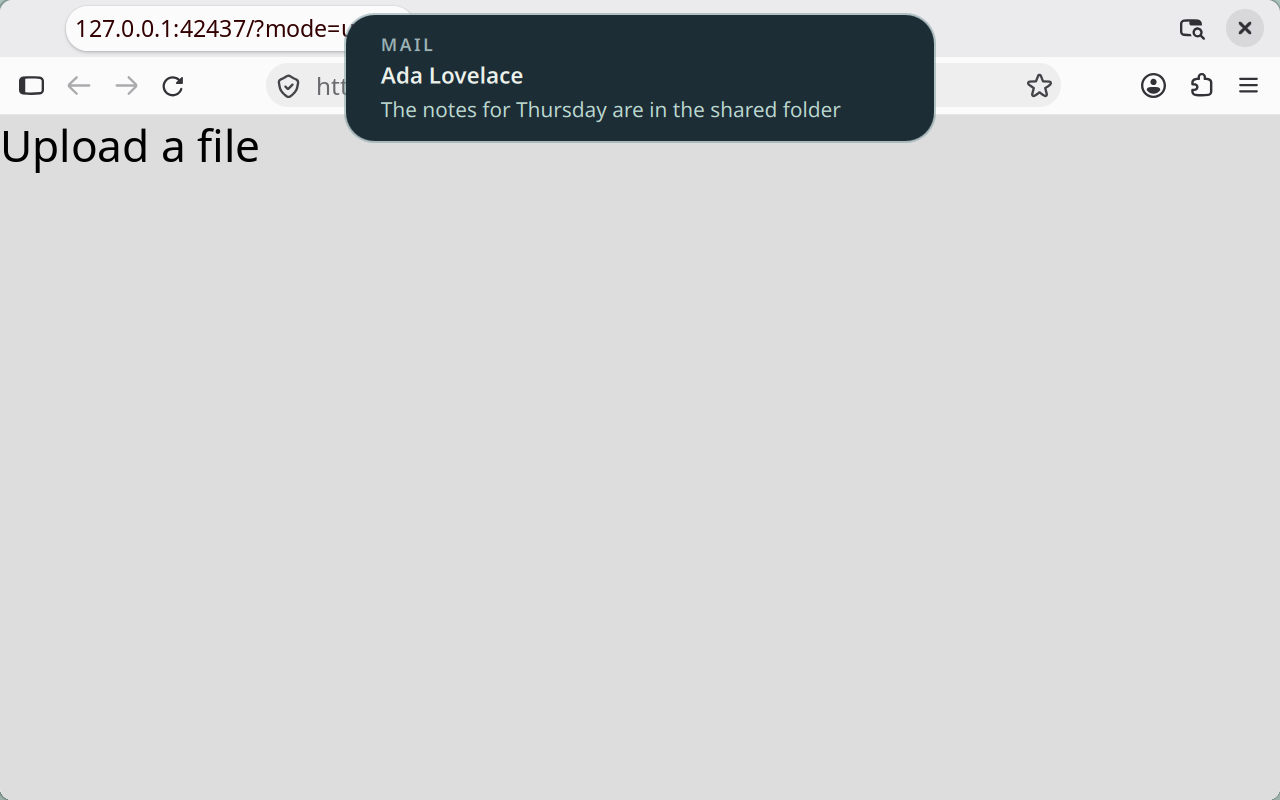 127.0.0.1:42437/?mode=
MAIL
Ada Lovelace
htt
The notes for Thursday are in the shared folder
Upload a file